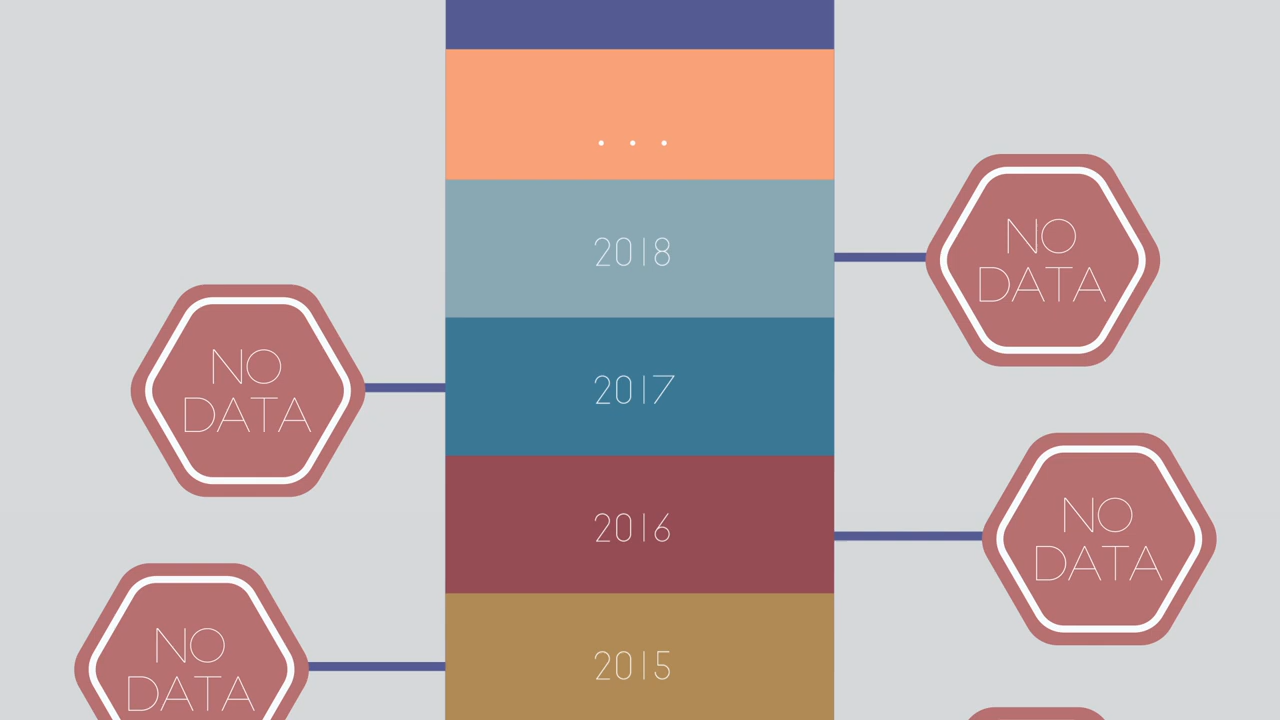 . . .
2018
NO
DATA
2017
NO
DATA
2016
NO
DATA
2015
NO
DATA